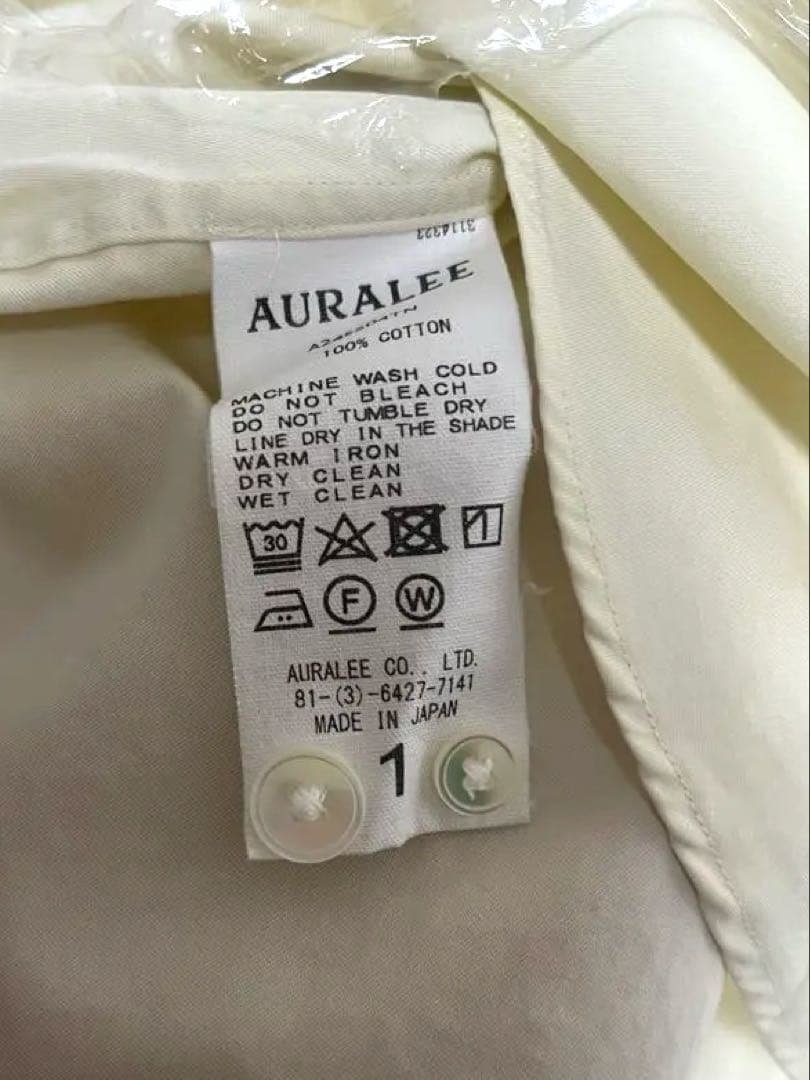 3114323
AURALEE
100% COTTON
MACHINE WASH COLD
DO NOT BLEACH
DO NOT TUMBLE DRY
LINE DRY IN THE SHADE
WARM IRON
DRY CLEAN
WET CLEAN
30
F W
AURALEE CO., LTD.
81-(3)-6427-7141
MADE IN JAPAN
1